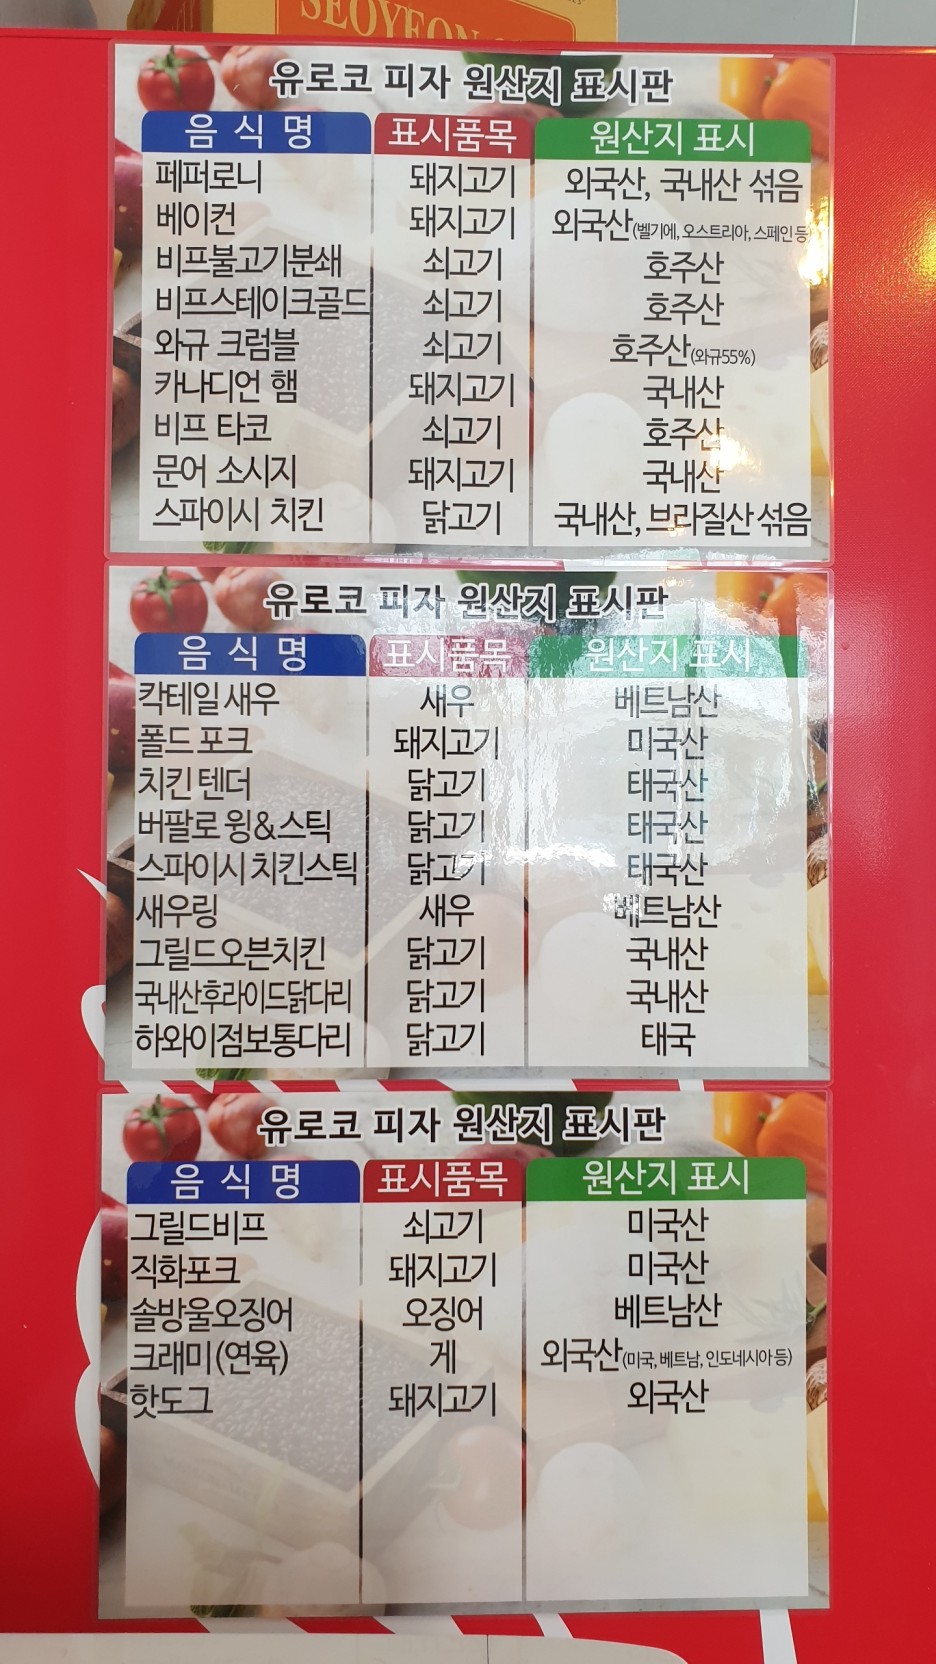 SEOYEON
유로코 피자 원산지 표시판
음 식 명 표시품목 원산지 표시
페퍼로니 돼지고기 외국산, 국내산 섞음
베이컨 돼지고기 외국산(벨기에, 오스트리아, 스페인 등)
비프불고기분쇄 쇠고기 호주산
비프스테이크골드 쇠고기 호주산
와규 크럼블 쇠고기 호주산(와규55%)
카나디언 햄 돼지고기 국내산
비프 타코 쇠고기 호주산
문어 소시지 돼지고기 국내산
스파이시 치킨 닭고기 국내산, 브라질산 섞음
유로코 피자 원산지 표시판
음 식 명 표시품목 원산지 표시
칵테일새우 새우 베트남산
폴드포크 돼지고기 미국산
치킨텐더 닭고기 태국산
버팔로윙&스틱 닭고기 태국산
스파이시치킨스틱 닭고기 태국산
새우링 새우 베트남산
그릴드오븐치킨 닭고기 국내산
국내산후라이드닭다리 닭고기 국내산
하와이점보통다리 닭고기 태국
유로코 피자 원산지 표시판
음 식 명 표시품목 원산지 표시
그릴드비프 쇠고기 미국산
직화포크 돼지고기 미국산
솔방울오징어 오징어 베트남산
크래미(연육) 게 외국산(미국, 베트남, 인도네시아등)
핫도그 돼지고기 외국산